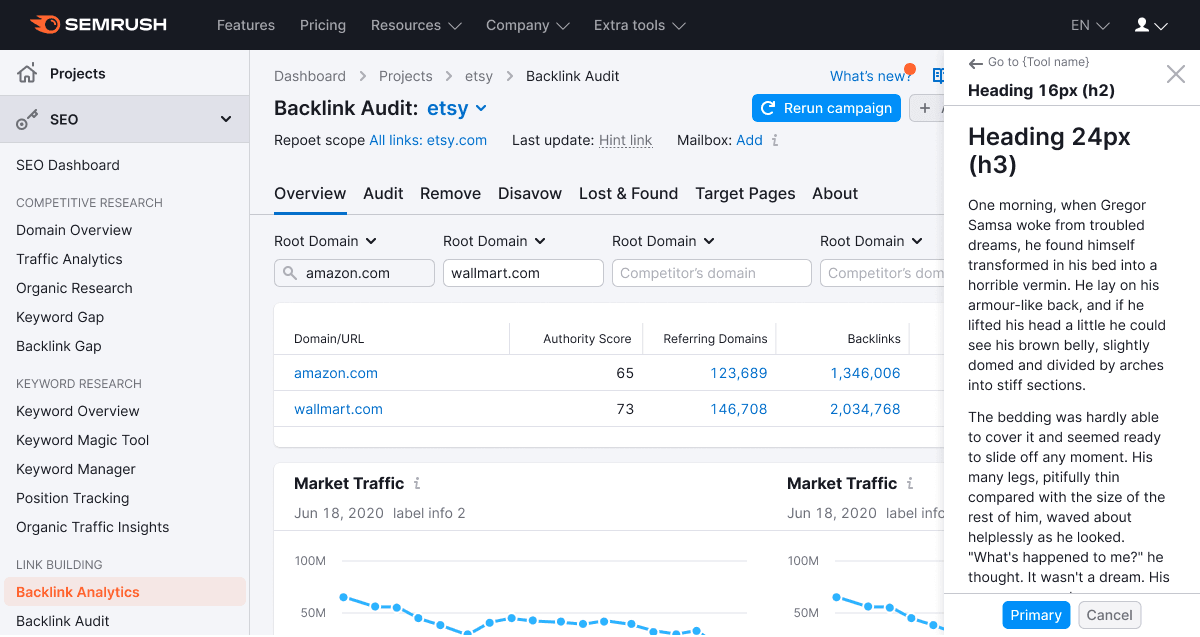 SEMRUSH Features Pricing Resources Company Extra tools EN
Projects
SEO
SEO Dashboard
COMPETITIVE RESEARCH
Domain Overview
Traffic Analytics
Organic Research
Keyword Gap
Backlink Gap
KEYWORD RESEARCH
Keyword Overview
Keyword Magic Tool
Keyword Manager
Position Tracking
Organic Traffic Insights
LINK BUILDING
Backlink Analytics
Backlink Audit
Dashboard > Projects > etsy > Backlink Audit
What's new?
Backlink Audit: etsy
Rerun campaign
+ A
Repoet scope All links: etsy.com Last update: Hint link Mailbox: Add i
Overview Audit Remove Disavow Lost & Found Target Pages About
Root Domain Root Domain Root Domain Root Domain
amazon.com wallmart.com Competitor's domain Competitor's dom
Domain/URL Authority Score Referring Domains Backlinks
amazon.com 65 123,689 1,346,006
wallmart.com 73 146,708 2,034,768
Market Traffic i
Jun 18, 2020 label info 2
100M
50M
Market Traffic i
Jun 18, 2020 label info
100M
50M
← Go to {Tool name}
Heading 16px (h2)
Heading 24px
(h3)
One morning, when Gregor
Samsa woke from troubled
dreams, he found himself
transformed in his bed into a
horrible vermin. He lay on his
armour-like back, and if he
lifted his head a little he could
see his brown belly, slightly
domed and divided by arches
into stiff sections.
The bedding was hardly able
to cover it and seemed ready
to slide off any moment. His
many legs, pitifully thin
compared with the size of the
rest of him, waved about
helplessly as he looked.
"What's happened to me?" he
thought. It wasn't a dream. His
Primary Cancel